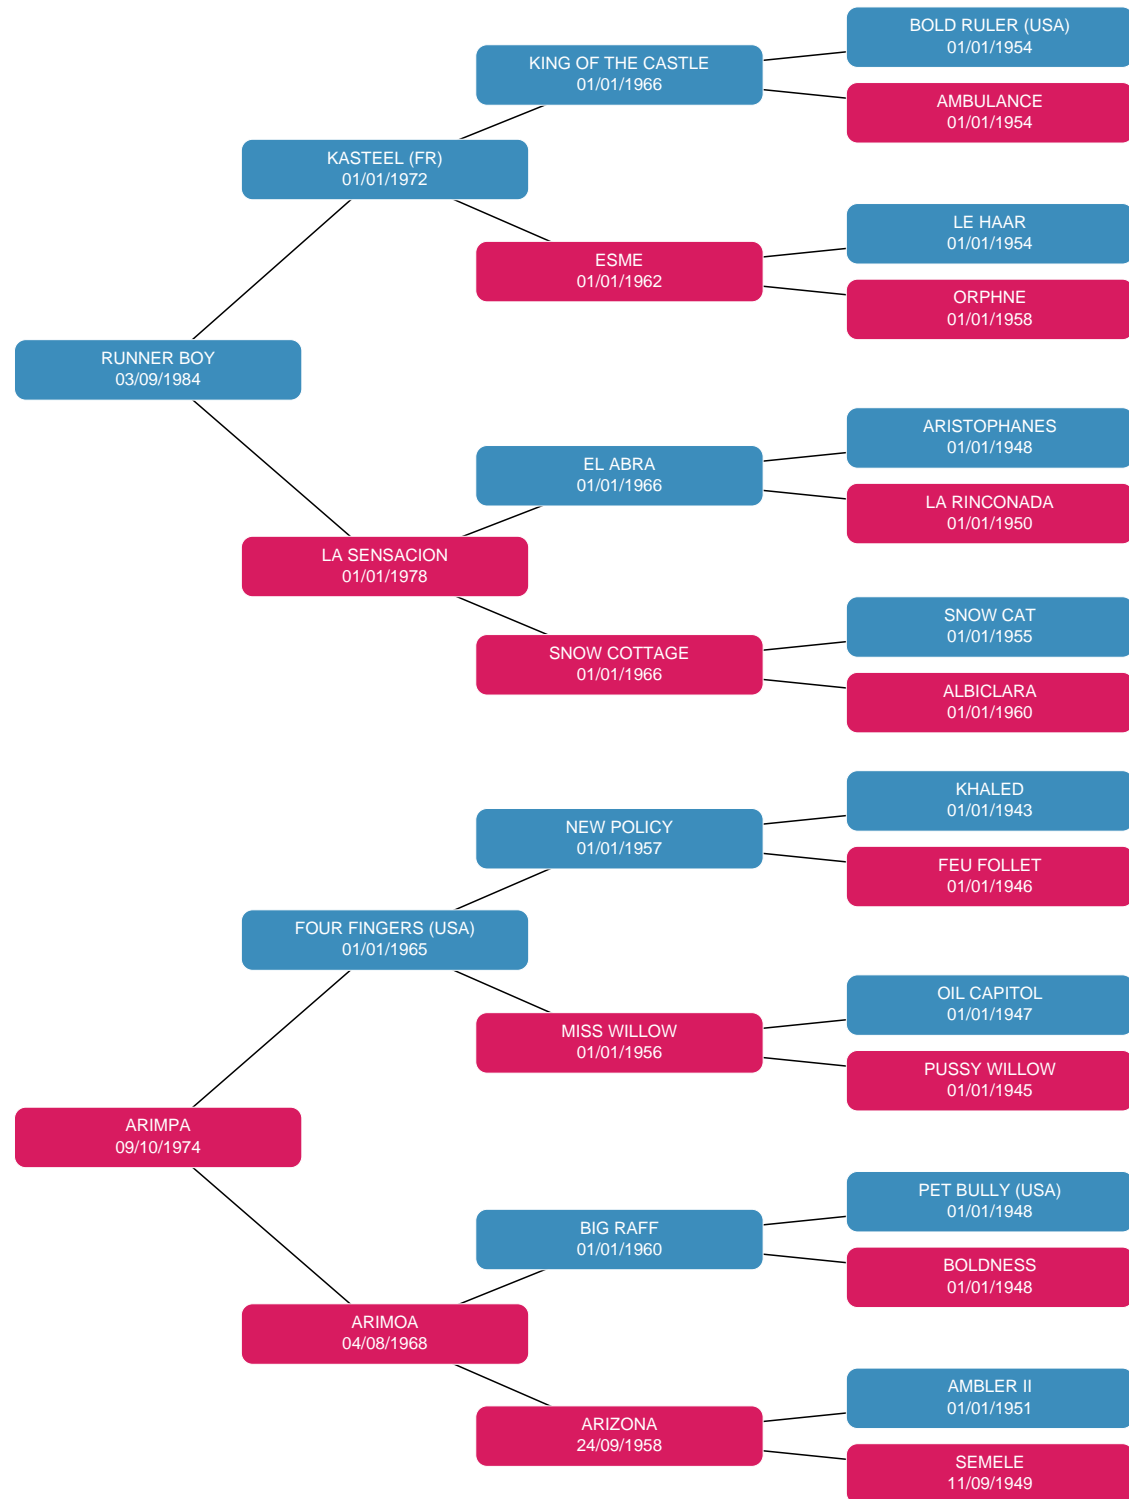 BOLD RULER (USA)
01/01/1954
KING OF THE CASTLE
01/01/1966
AMBULANCE
01/01/1954
KASTEEL (FR)
01/01/1972
LE HAAR
01/01/1954
ESME
01/01/1962
ORPHNE
01/01/1958
RUNNER BOY
03/09/1984
ARISTOPHANES
01/01/1948
EL ABRA
01/01/1966
LA RINCONADA
01/01/1950
LA SENSACION
01/01/1978
SNOW CAT
01/01/1955
SNOW COTTAGE
01/01/1966
ALBICLARA
01/01/1960
KHALED
01/01/1943
NEW POLICY
01/01/1957
FEU FOLLET
01/01/1946
FOUR FINGERS (USA)
01/01/1965
OIL CAPITOL
01/01/1947
MISS WILLOW
01/01/1956
PUSSY WILLOW
01/01/1945
ARIMPA
09/10/1974
PET BULLY (USA)
01/01/1948
BIG RAFF
01/01/1960
BOLDNESS
01/01/1948
ARIMOA
04/08/1968
AMBLER II
01/01/1951
ARIZONA
24/09/1958
SEMELE
11/09/1949